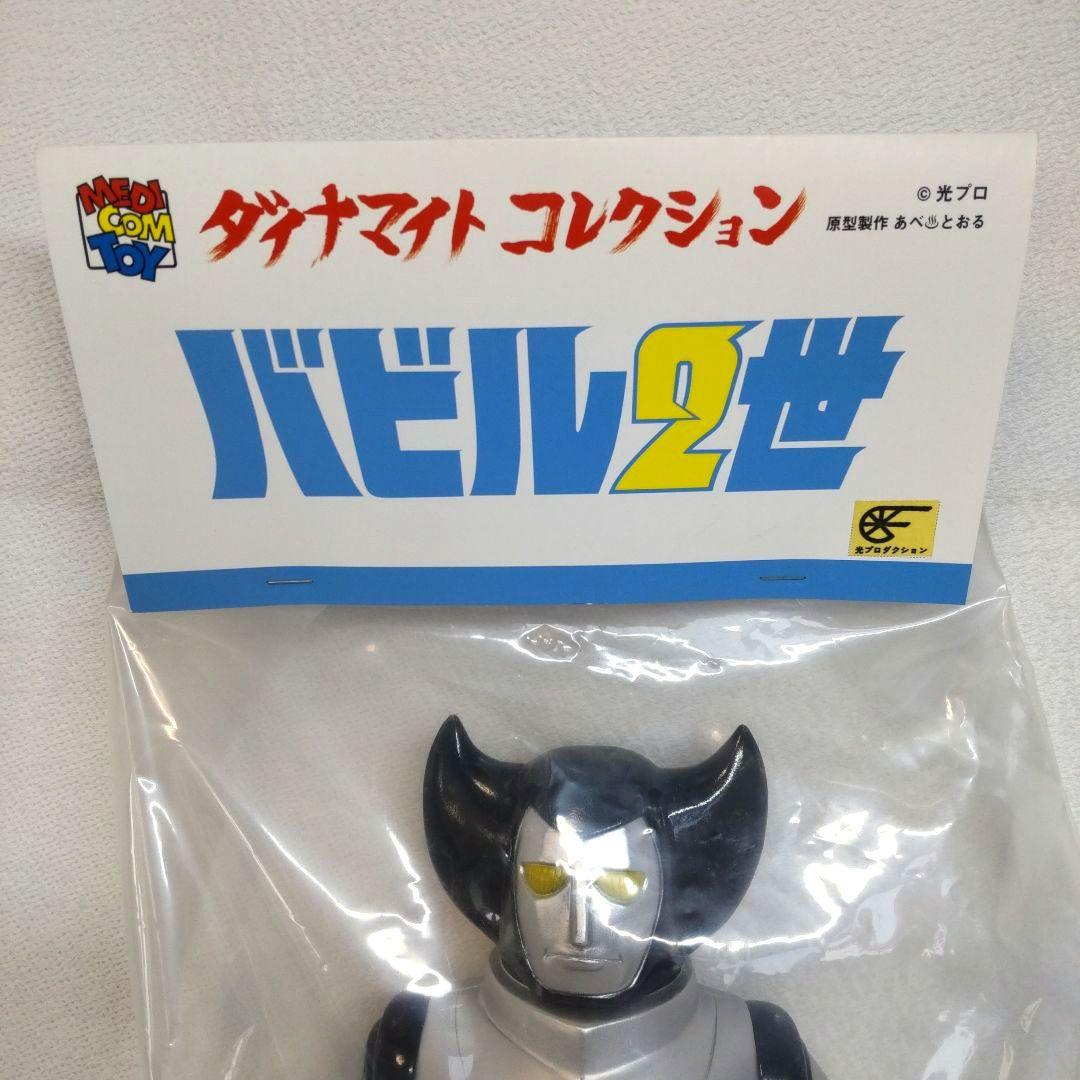 MEDI
COM
TOY
ダイナマイト コレクション
© 光プロ
原型製作 あべ♨とおる
バビル2世
光プロダクション